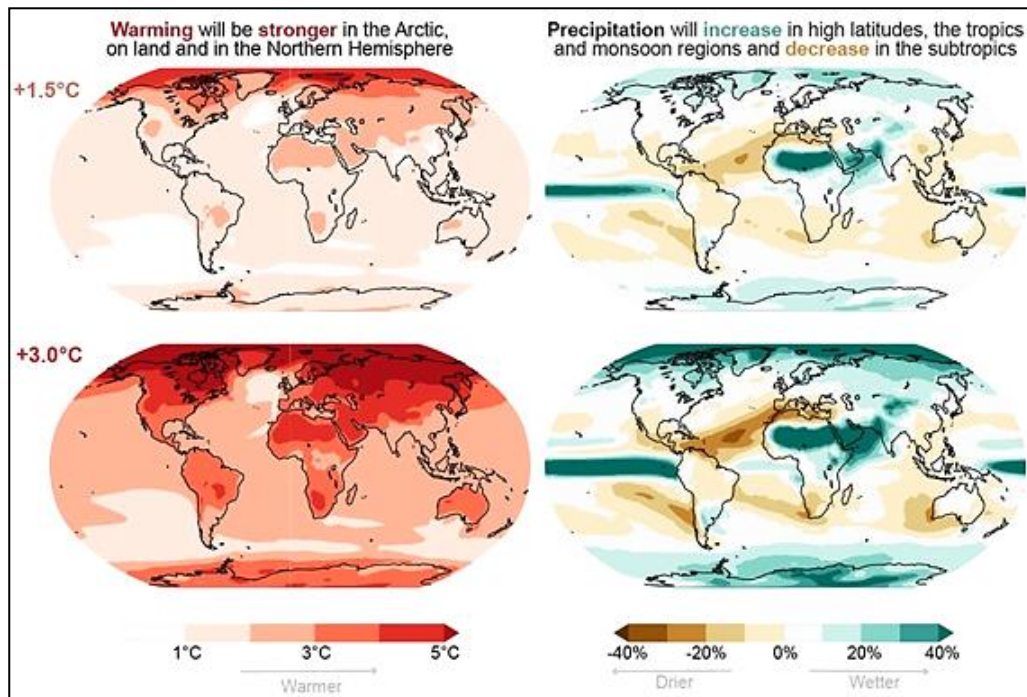 Warming will be stronger in the Arctic,
on land and in the Northern Hemisphere
Precipitation will increase in high latitudes, the tropics
and monsoon regions and decrease in the subtropics
+1.5°C
+3.0°C
1°C 3°C 5°C
Warmer
-40% -20% 0% 20% 40%
Drier Wetter